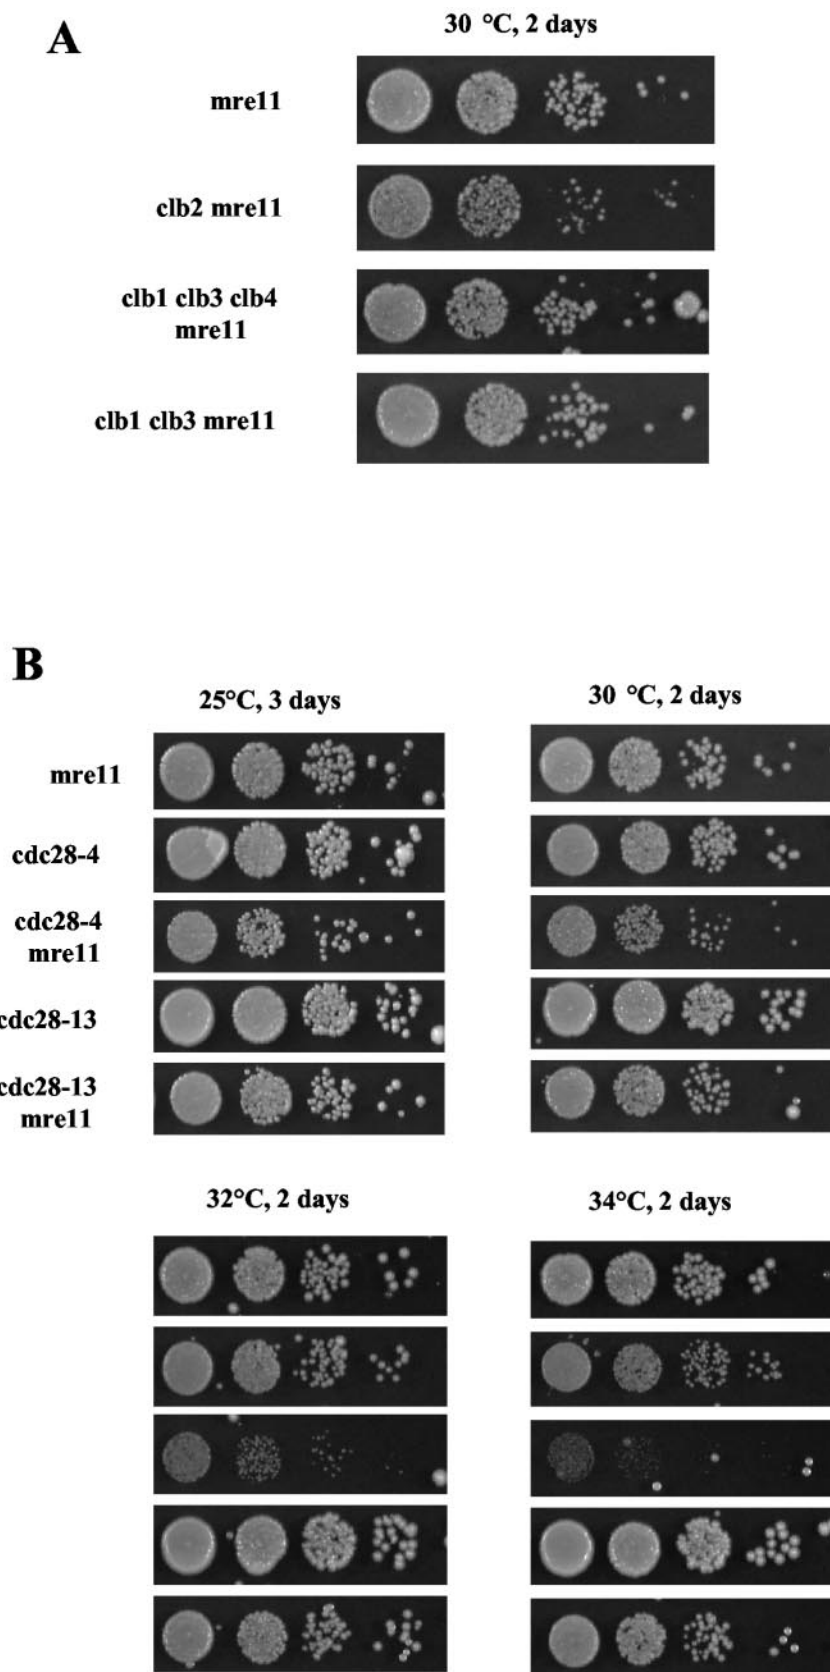 A
30 °C, 2 days
mre11
clb2 mre11
clb1 clb3 clb4
mre11
clb1 clb3 mre11
B
25°C, 3 days
30 °C, 2 days
mre11
cdc28-4
cdc28-4
mre11
cdc28-13
cdc28-13
mre11
32°C, 2 days
34°C, 2 days